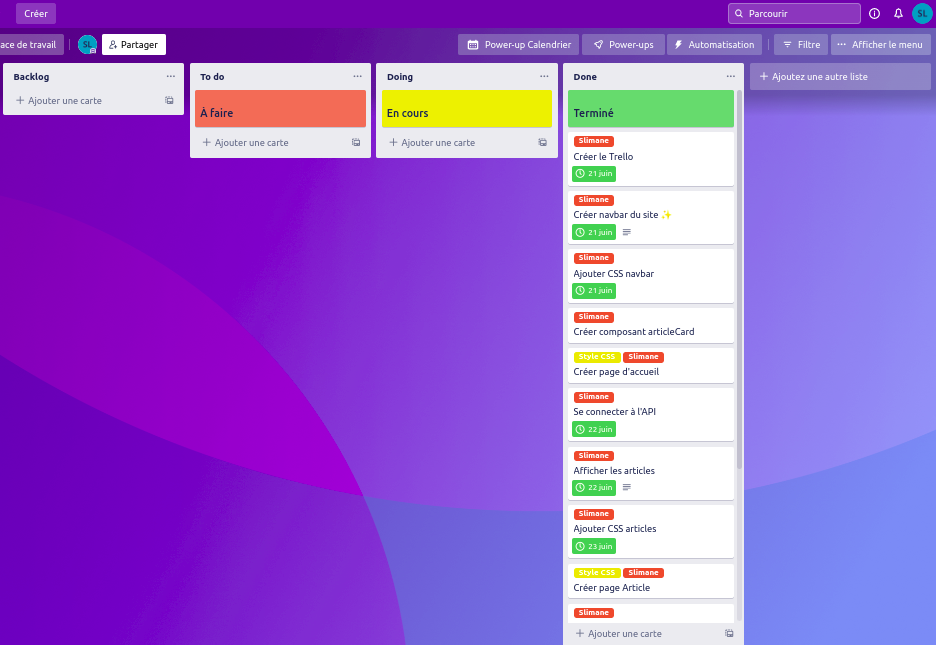 Créer
Parcourir
SL
ace de travail
SL
Partager
Power-up Calendrier
Power-ups
Automatisation
Filtre
Afficher le menu
Backlog
Ajouter une carte
To do
À faire
Ajouter une carte
Doing
En cours
Ajouter une carte
Done
Terminé
Slimane
Créer le Trello
21 juin
Slimane
Créer navbar du site ✨
21 juin
Slimane
Ajouter CSS navbar
21 juin
Slimane
Créer composant articleCard
Style CSS Slimane
Créer page d'accueil
Slimane
Se connecter à l'API
22 juin
Slimane
Afficher les articles
22 juin
Slimane
Ajouter CSS articles
23 juin
Style CSS Slimane
Créer page Article
Slimane
Ajouter une carte
Ajoutez une autre liste